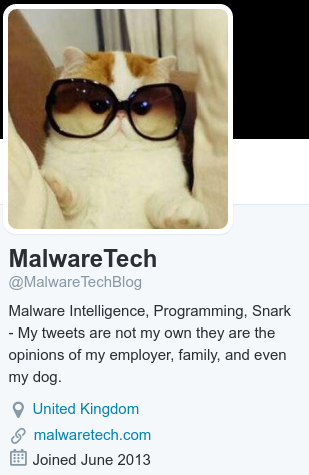 MalwareTech
@MalwareTechBlog
Malware Intelligence, Programming, Snark
- My tweets are not my own they are the
opinions of my employer, family, and even
my dog.
United Kingdom
malwaretech.com
Joined June 2013